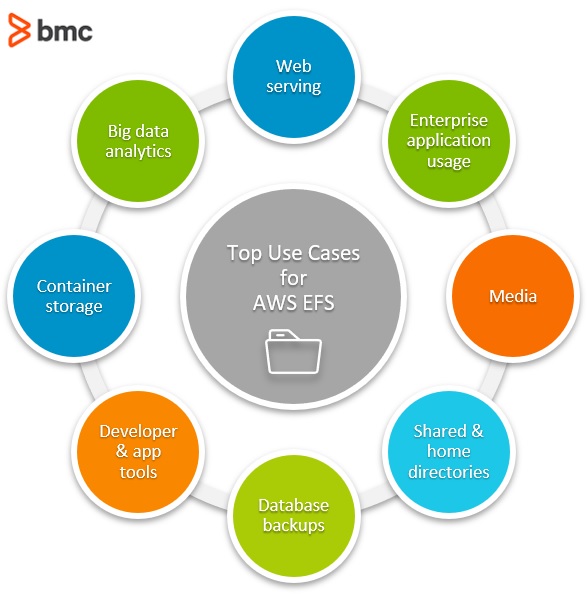 bmc
Web
serving
Enterprise
application
usage
Media
Shared &
home
directories
Database
backups
Developer
& app
tools
Container
storage
Big data
analytics
Top Use Cases
for
AWS EFS